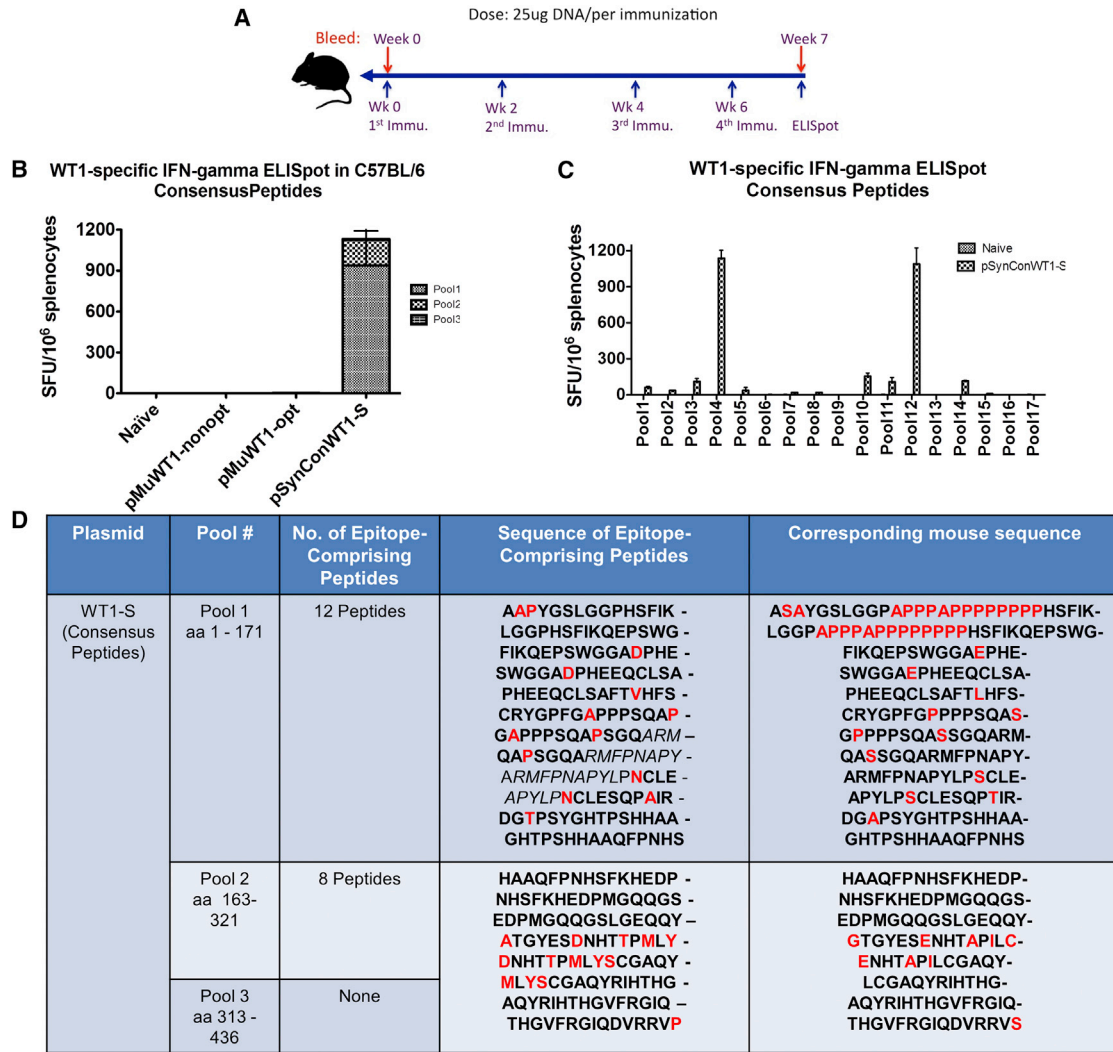 A
Dose: 25ug DNA/per immunization
Bleed:
Week 0
Week 7
Wk 0
Wk 2
Wk 4
Wk 6
1st Immu.
2nd Immu.
3rd Immu.
4th Immu.
ELISpot
B
WT1-specific IFN-gamma ELISpot in C57BL/6
ConsensusPeptides
SFU/10^6 splenocytes
1200
900
600
300
0
Pool1
Pool2
Pool3
Naïve
pMuWT1-nonopt
pMuWT1-opt
pSynConWT1-S
C
WT1-specific IFN-gamma ELISpot
Consensus Peptides
SFU/10^6 splenocytes
1200
900
600
300
0
Naive
pSynConWT1-S
Pool1
Pool2
Pool3
Pool4
Pool5
Pool6
Pool7
Pool8
Pool9
Pool10
Pool11
Pool12
Pool13
Pool14
Pool15
Pool16
Pool17
D
Plasmid
Pool #
No. of Epitope-
Comprising
Peptides
Sequence of Epitope-
Comprising Peptides
Corresponding mouse sequence
WT1-S
(Consensus
Peptides)
Pool 1
aa 1 - 171
12 Peptides
AAPYGSLGGPHSFIK -
LGGPHSFIKQEPSWG -
FIKQEPSWGGADPHE -
SWGGADPHEEQCLSA -
PHEEQCLSAFTVHFS -
CRYGPFGAPPPSQAP -
GAPPPSQAPSGQARM –
QAPSGQARMFPNAPY -
ARMFPNAPYLPNCLE -
APYLPNCLESQPAIR -
DGTPSYGHTPSHHAA -
GHTPSHHAAQFPNHS
ASAYGSLGGPAPPPAPPPPPPPPHSFIK-
LGGPAPPPAPPPPPPPPHSFIKQEPSWG-
FIKQEPSWGGAEPHE-
SWGGAEPHEEQCLSA-
PHEEQCLSAFTLHFS-
CRYGPFGPPPPSQAS-
GPPPPSQASSGQARM-
QASSGQARMFPNAPY-
ARMFPNAPYLPSCLE-
APYLPSCLESQPTIR-
DGAPSYGHTPSHHAA-
GHTPSHHAAQFPNHS
Pool 2
aa 163-
321
8 Peptides
HAAQFPNHSFKHEDP -
NHSFKHEDPMGQQGS -
EDPMGQQGSLGEQQY –
ATGYESDNHTTPMLY -
DNHTTPMLYSCGAQY -
MLYSCGAQYRIHTHG -
AQYRIHTHGVFRGIQ –
THGVFRGIQDVRRVP -
HAAQFPNHSFKHEDP-
NHSFKHEDPMGQQGS-
EDPMGQQGSLGEQQY-
GTGYESENHTAPILC-
ENHTAPILCGAQY-
LCGAQYRIHTHG-
AQYRIHTHGVFRGIQ-
THGVFRGIQDVRRVS-
Pool 3
aa 313 -
436
None